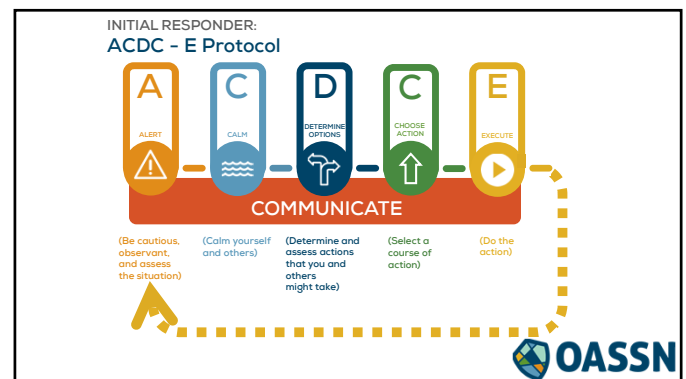 INITIAL RESPONDER:
ACDC - E Protocol
A
ALERT
C
CALM
D
DETERMINE
OPTIONS
C
CHOOSE
ACTION
E
EXECUTE
COMMUNICATE
(Be cautious,
observant,
and assess
the situation)
(Calm yourself
and others)
(Determine and
assess actions
that you and
others
might take)
(Select a
course of
action)
(Do the
action)
OASSN